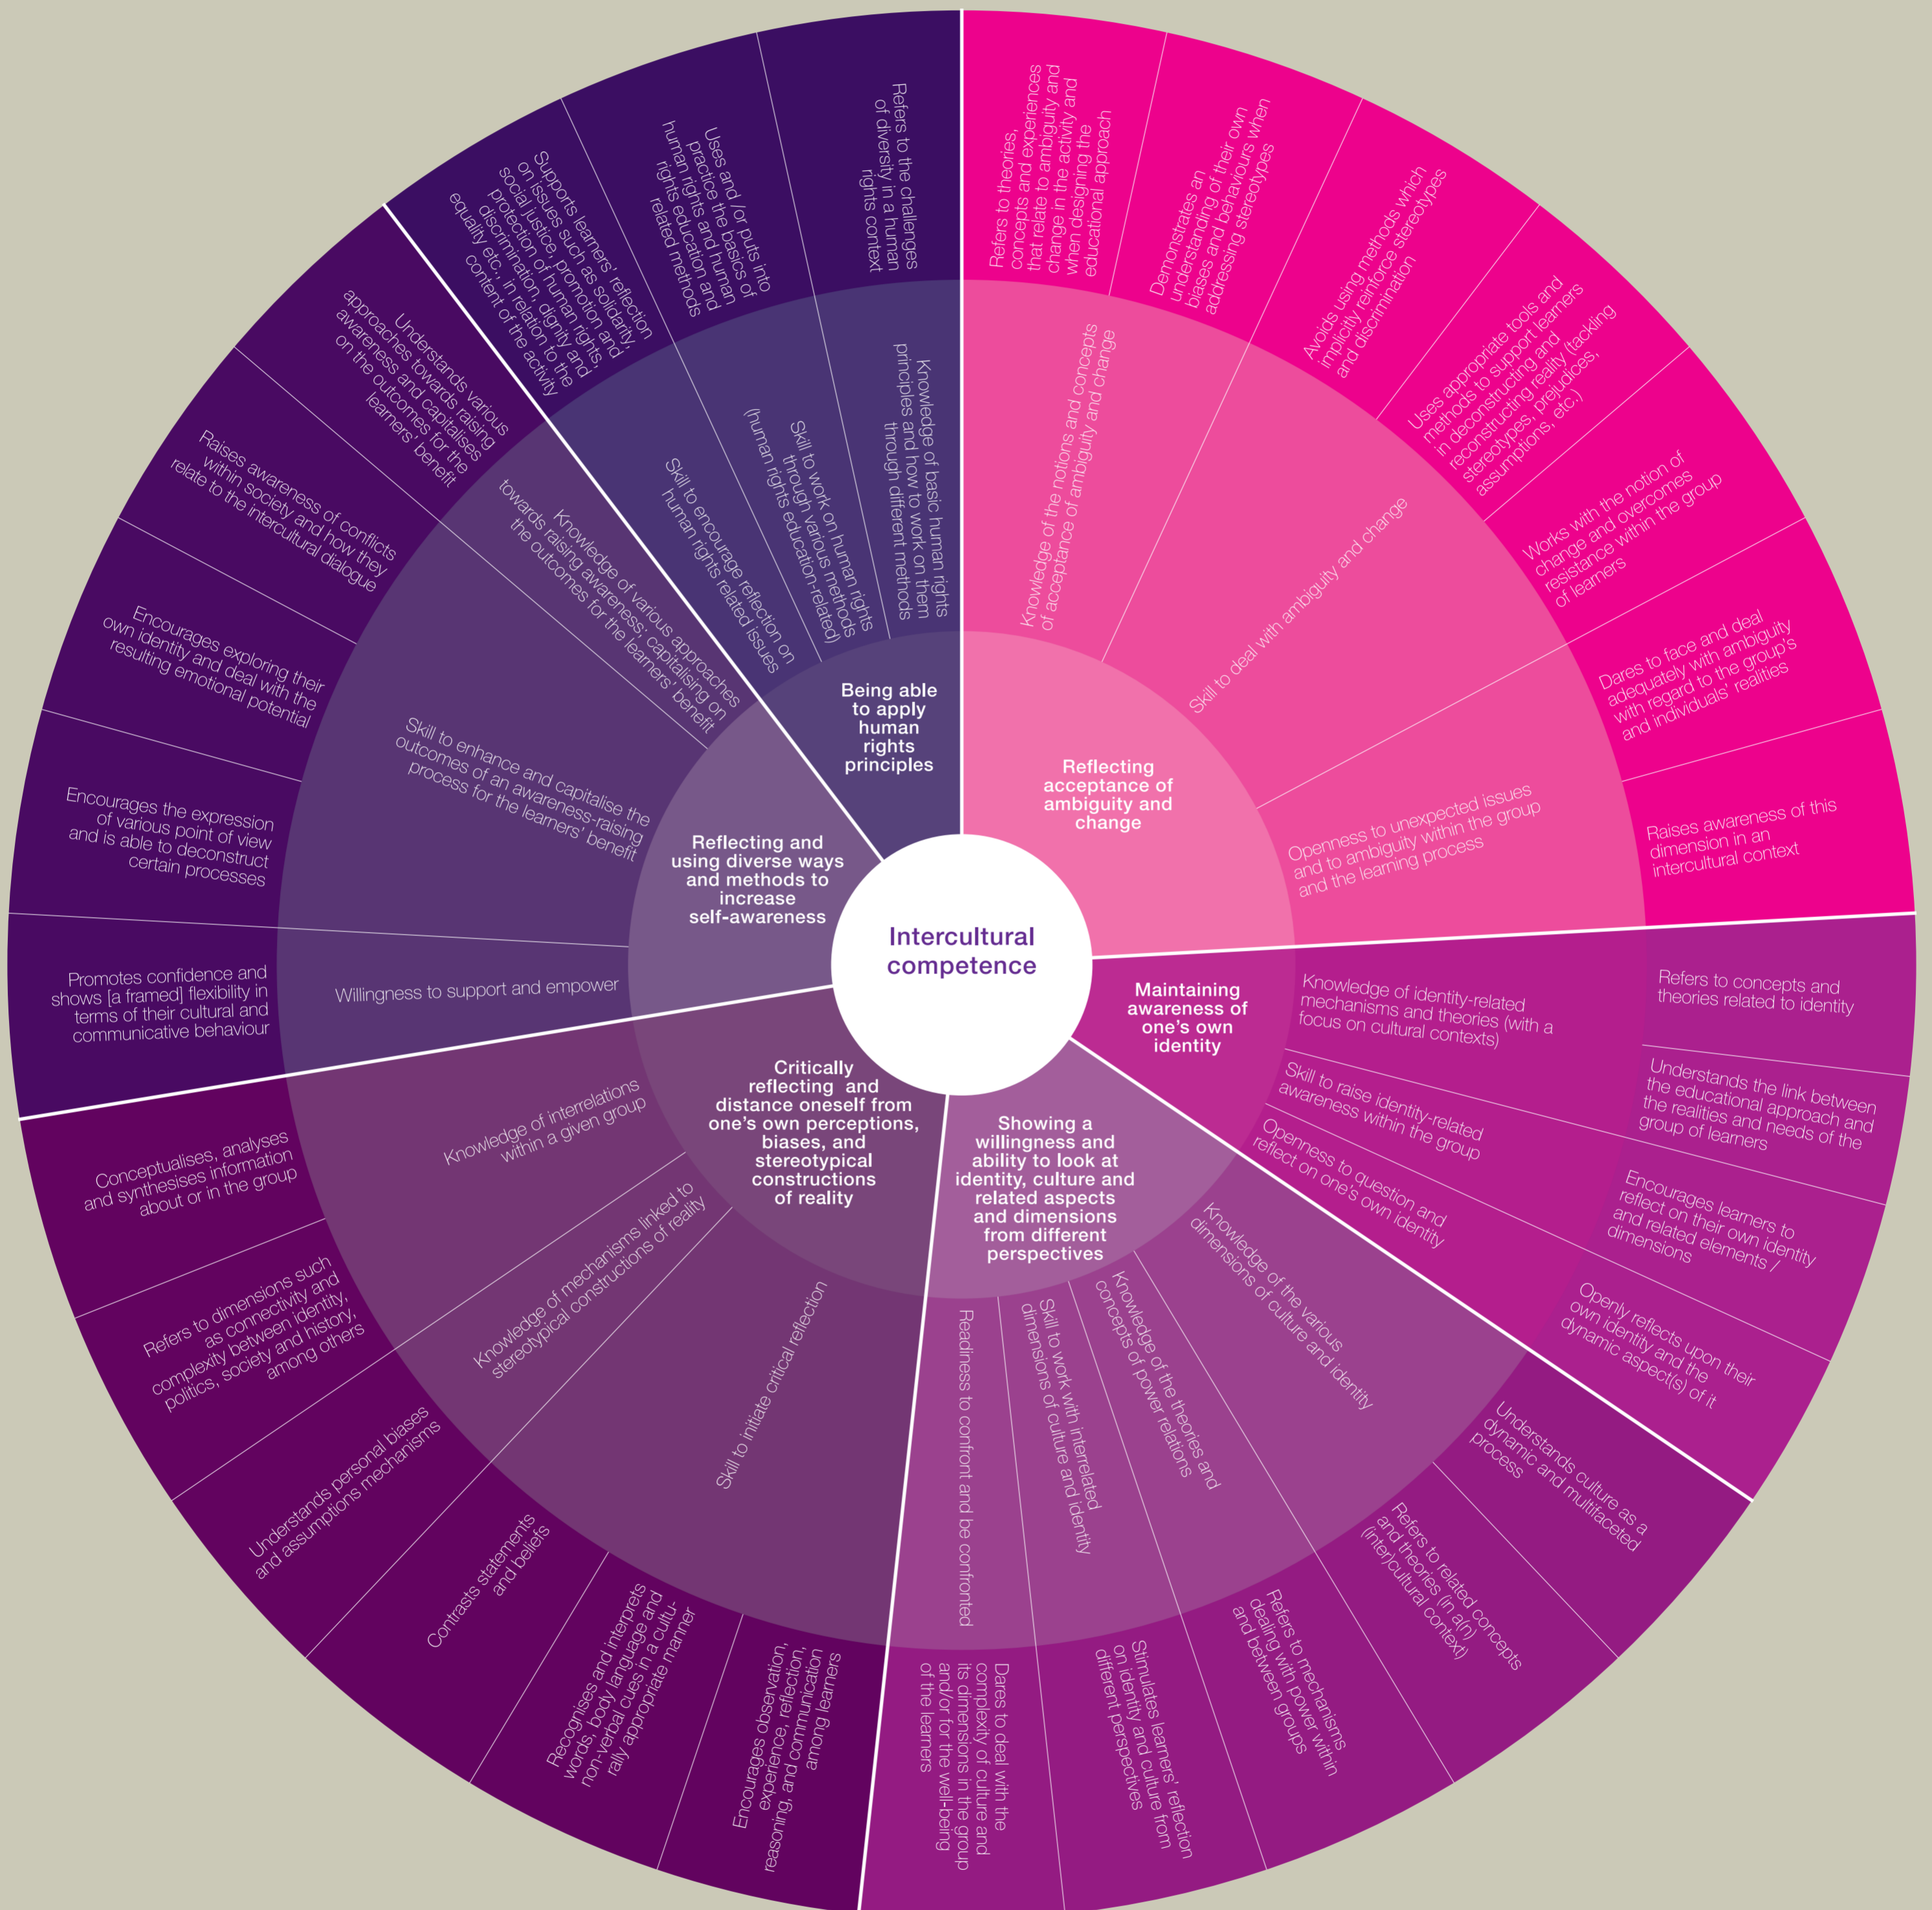 Intercultural
competence
Reflecting
acceptance of
ambiguity and
change
Knowledge of the notions and concepts
of acceptance of ambiguity and change
Refers to theories,
concepts and experiences
that relate to ambiguity and
change in the activity and
when designing the
educational approach
Demonstrates an
understanding of their own
biases and behaviours when
addressing stereotypes
Skill to deal with ambiguity and change
Avoids using methods which
implicitly reinforce stereotypes
and discrimination
Uses appropriate tools and
methods to support learners
in deconstructing and
reconstructing reality (tackling
stereotypes, prejudices,
assumptions, etc.)
Works with the notion of
change and overcomes
resistance within the group
of learners
Openness to unexpected issues
and to ambiguity within the group
and the learning process
Dares to face and deal
adequately with ambiguity
with regard to the group's
and individuals' realities
Raises awareness of this
dimension in an
intercultural context
Maintaining
awareness of
one's own
identity
Knowledge of identity-related
mechanisms and theories (with a
focus on cultural contexts)
Refers to concepts and
theories related to identity
Understands the link between
the educational approach and
the realities and needs of the
group of learners
Skill to raise identity-related
awareness within the group
Encourages learners to
reflect on their own identity
and related elements /
dimensions
Openness to question and
reflect on one's own identity
Openly reflects upon their
own identity and the
dynamic aspect(s) of it
Showing a
willingness and
ability to look at
identity, culture and
related aspects
and dimensions
from different
perspectives
Knowledge of the various
dimensions of culture and identity
Understands culture as a
dynamic and multifaceted
process
Refers to related concepts
and theories (in a(n)
(inter)cultural context)
Knowledge of the theories and
concepts of power relations
Refers to mechanisms
dealing with power within
and between groups
Skill to work with interrelated
dimensions of culture and identity
Stimulates learners' reflection
on identity and culture from
different perspectives
Readiness to confront and be confronted
Dares to deal with the
complexity of culture and
its dimensions in the group
and/or for the well-being
of the learners
Critically
reflecting and
distance oneself from
one's own perceptions,
biases, and
stereotypical
constructions
of reality
Skill to initiate critical reflection
Encourages observation,
experience, reflection,
reasoning, and communication
among learners
Recognises and interprets
words, body language and
non-verbal cues in a cultu-
rally appropriate manner
Contrasts statements
and beliefs
Knowledge of mechanisms linked to
stereotypical constructions of reality
Understands personal biases
and assumptions mechanisms
Knowledge of interrelations
within a given group
Refers to dimensions such
as connectivity and
complexity between identity,
politics, society and history,
among others
Conceptualises, analyses
and synthesises information
about or in the group
Reflecting and
using diverse ways
and methods to
increase
self-awareness
Willingness to support and empower
Promotes confidence and
shows [a framed] flexibility in
terms of their cultural and
communicative behaviour
Skill to enhance and capitalise the
outcomes of an awareness-raising
process for the learners' benefit
Encourages the expression
of various point of view
and is able to deconstruct
certain processes
Encourages exploring their
own identity and deal with the
resulting emotional potential
Raises awareness of conflicts
within society and how they
relate to the intercultural dialogue
Knowledge of various approaches
towards raising awareness; capitalising on
the outcomes for the learners' benefit
Understands various
approaches towards raising
awareness and capitalises
on the outcomes for the
learners' benefit
Being able
to apply
human
rights
principles
Skill to encourage reflection on
human rights related issues
Supports learners' reflection
on issues such as solidarity,
social justice, promotion and
protection of human rights,
discrimination, dignity and
equality etc., in relation to the
content of the activity
Skill to work on human rights
through various methods
(human rights education-related)
Uses and /or puts into
practice the basics of
human rights and human
rights education and
related methods
Knowledge of basic human rights
principles and how to work on them
through different methods
Refers to the challenges
of diversity in a human
rights context